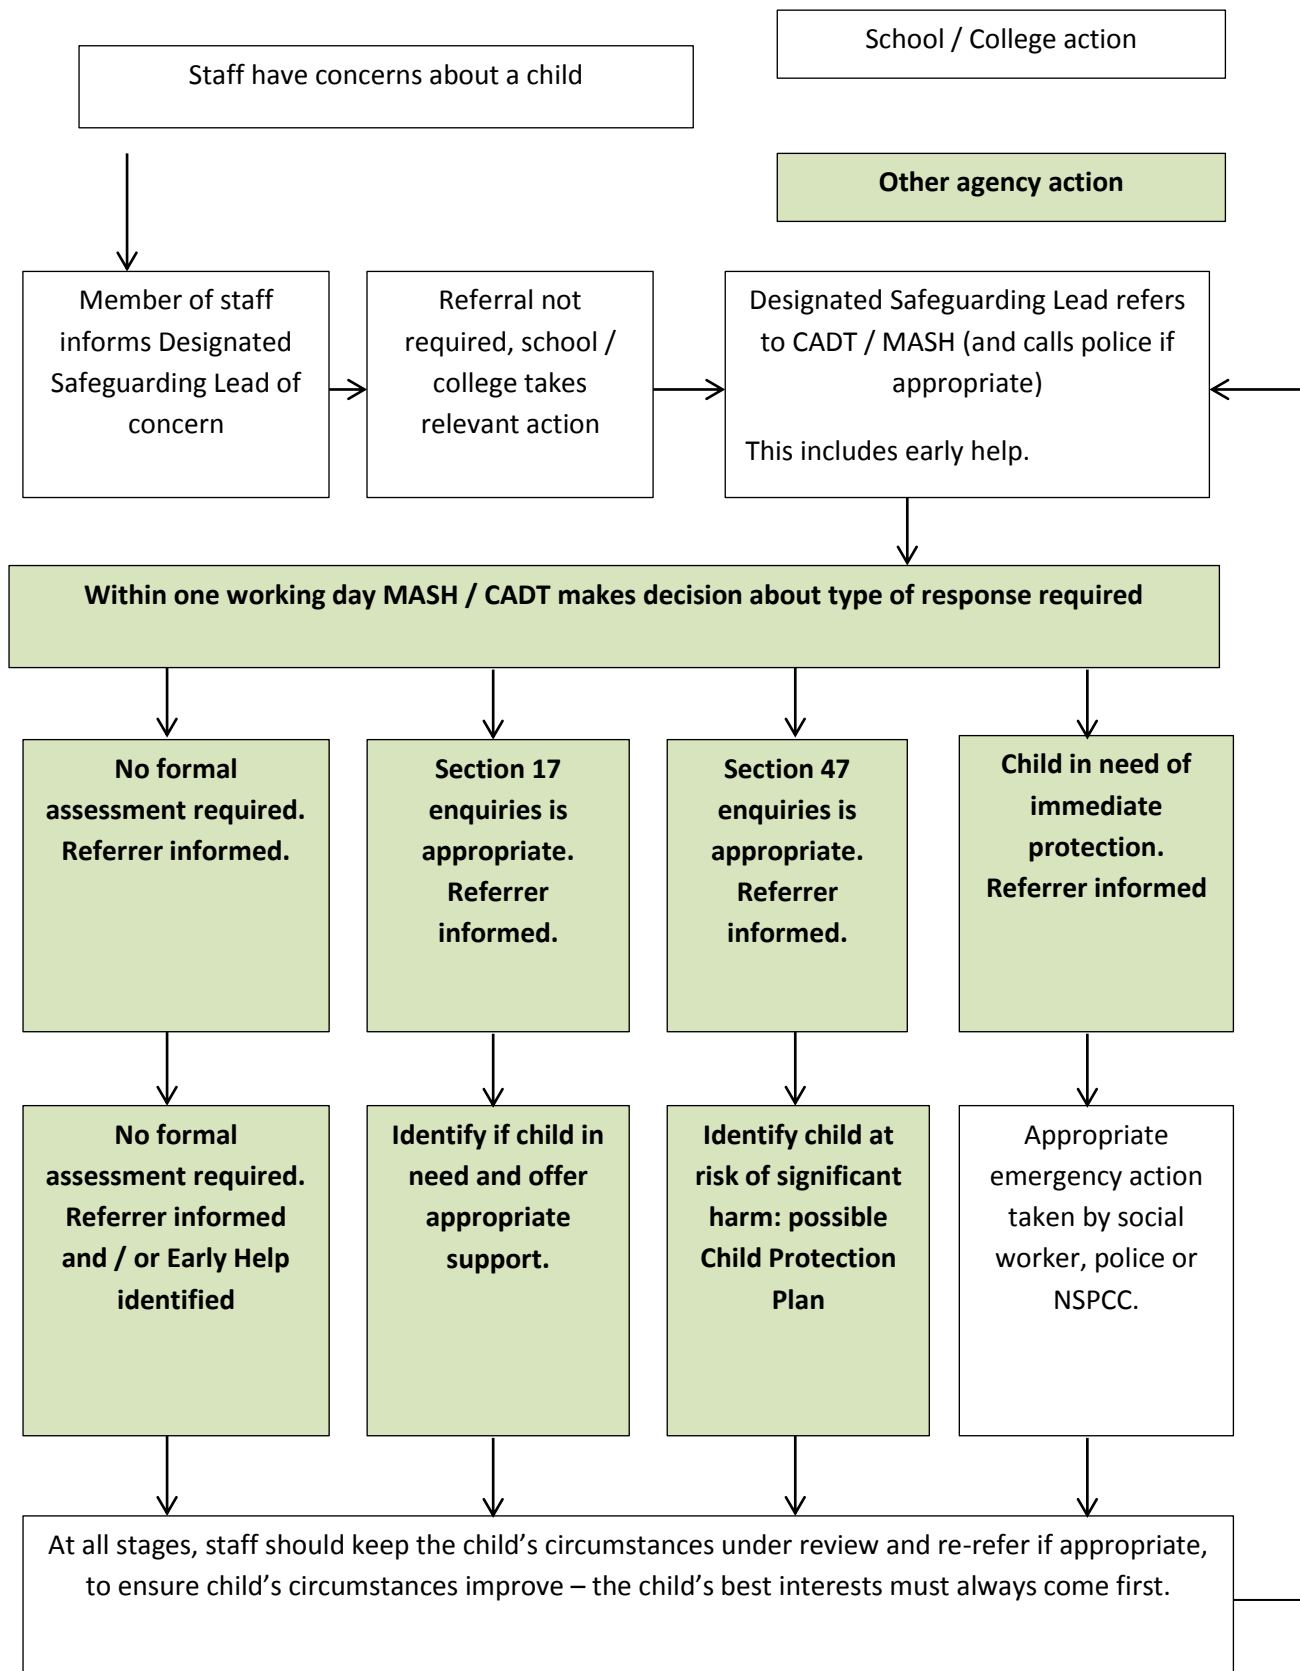 School / College action
Staff have concerns about a child
Other agency action
Member of staff
informs Designated
Safeguarding Lead of
concern
Referral not
required, school /
college takes
relevant action
Designated Safeguarding Lead refers
to CADT / MASH (and calls police if
appropriate)
This includes early help.
Within one working day MASH / CADT makes decision about type of response required
No formal
assessment required.
Referrer informed.
Section 17
enquiries is
appropriate.
Referrer
informed.
Section 47
enquiries is
appropriate.
Referrer
informed.
Child in need of
immediate
protection.
Referrer informed
No formal
assessment required.
Referrer informed
and / or Early Help
identified
Identify if child in
need and offer
appropriate
support.
Identify child at
risk of significant
harm: possible
Child Protection
Plan
Appropriate
emergency action
taken by social
worker, police or
NSPCC.
At all stages, staff should keep the child’s circumstances under review and re-refer if appropriate,
to ensure child’s circumstances improve – the child’s best interests must always come first.